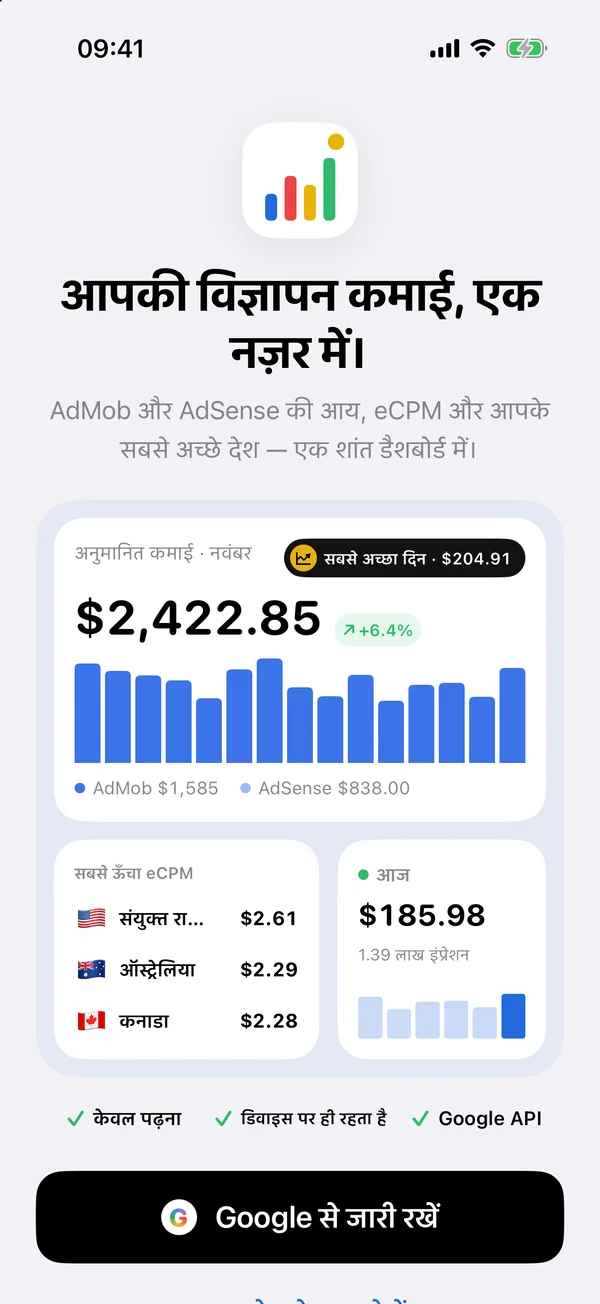 09:41
आपकी विज्ञापन कमाई, एक
नज़र में।
AdMob और AdSense की आय, eCPM और आपके
सबसे अच्छे देश — एक शांत डैशबोर्ड में।
अनुमानित कमाई · नवंबर
सबसे अच्छा दिन · $204.91
$2,422.85
+6.4%
AdMob $1,585
AdSense $838.00
सबसे ऊँचा eCPM
संयुक्त रा... $2.61
ऑस्ट्रेलिया $2.29
कनाडा $2.28
आज
$185.98
1.39 लाख इंप्रेशन
केवल पढ़ना
डिवाइस पर ही रहता है
Google API
G
Google से जारी रखें